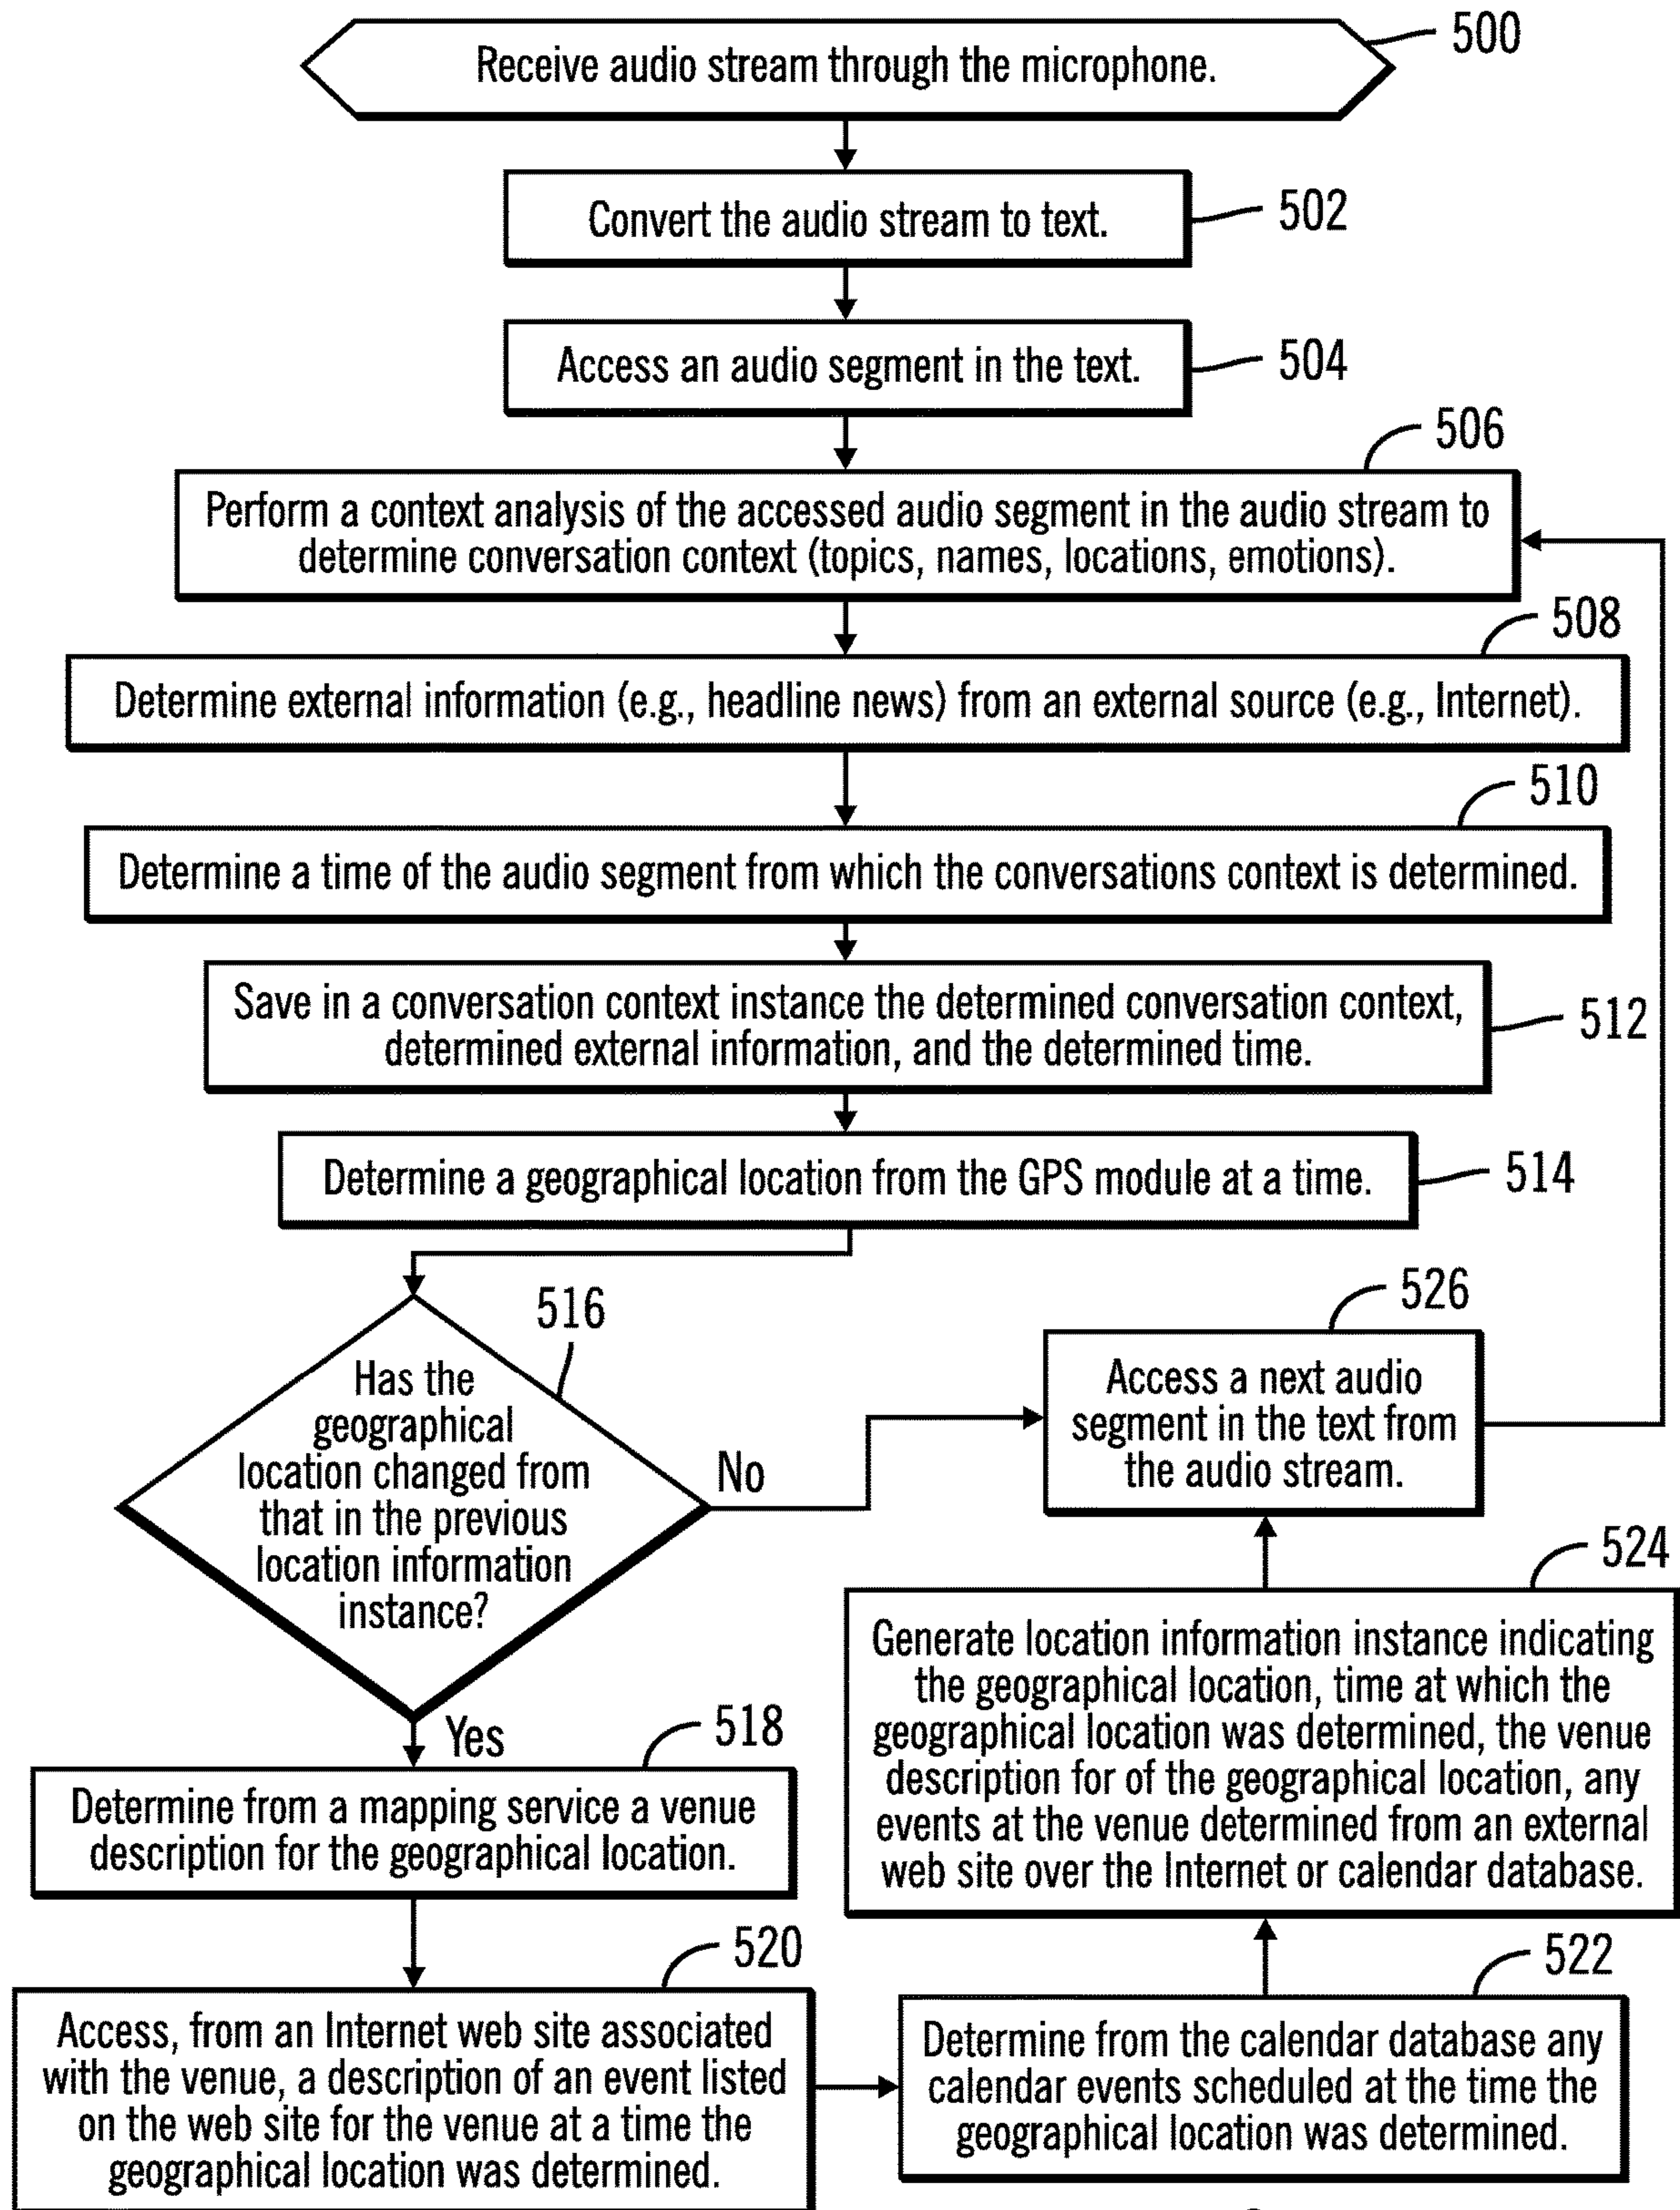 500
Receive audio stream through the microphone.
502
Convert the audio stream to text.
504
Access an audio segment in the text.
506
Perform a context analysis of the accessed audio segment in the audio stream to
determine conversation context (topics, names, locations, emotions).
508
Determine external information (e.g., headline news) from an external source (e.g., Internet).
510
Determine a time of the audio segment from which the conversations context is determined.
Save in a conversation context instance the determined conversation context,
determined external information, and the determined time.
512
Determine a geographical location from the GPS module at a time.
514
516
Has the
geographical
location changed from
that in the previous
location information
instance?
No
Yes
526
Access a next audio
segment in the text from
the audio stream.
518
Determine from a mapping service a venue
description for the geographical location.
524
Generate location information instance indicating
the geographical location, time at which the
geographical location was determined, the venue
description for of the geographical location, any
events at the venue determined from an external
web site over the Internet or calendar database.
520
Access, from an Internet web site associated
with the venue, a description of an event listed
on the web site for the venue at a time the
geographical location was determined.
522
Determine from the calendar database any
calendar events scheduled at the time the
geographical location was determined.